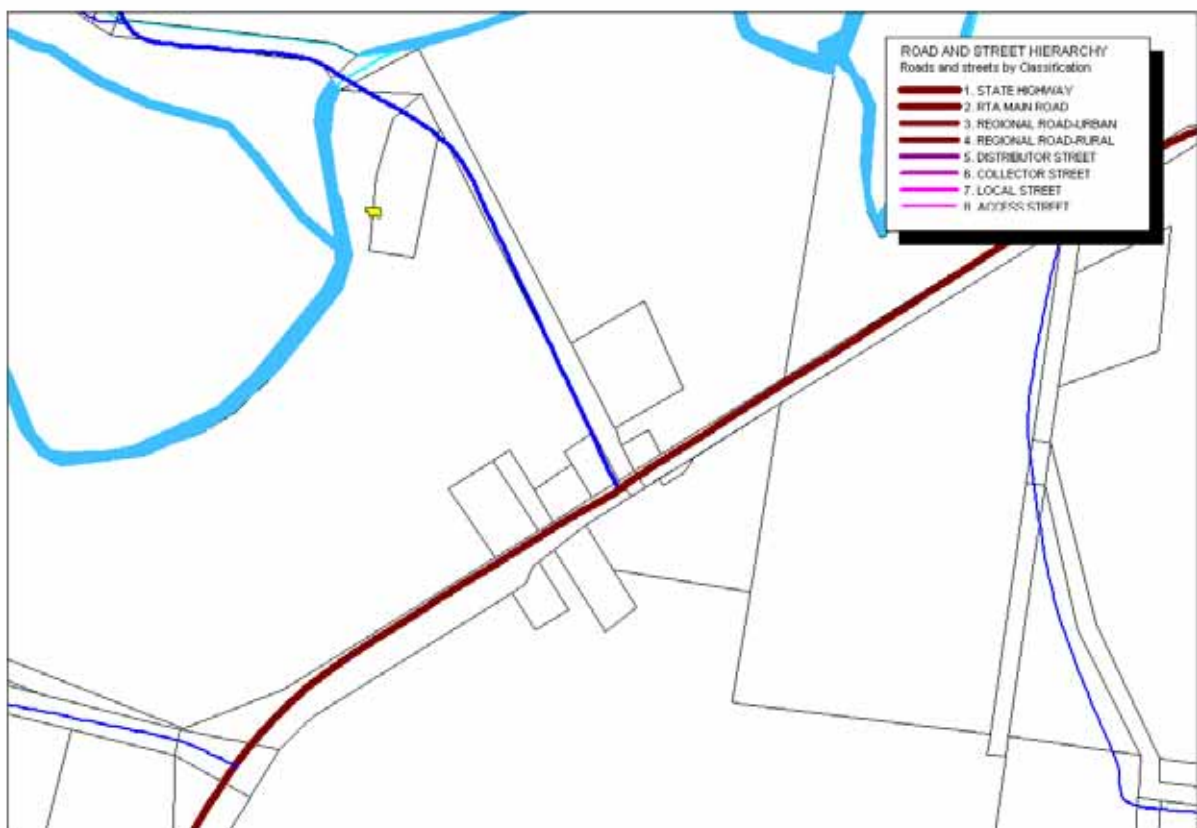 ROAD AND STREET HIERARCHY
Roads and streets by Classification
1. STATE HIGHWAY
2. RTA MAIN ROAD
3. REGIONAL ROAD-URBAN
4. REGIONAL ROAD-RURAL
5. DISTRIBUTOR STREET
6. COLLECTOR STREET
7. LOCAL STREET
8. ACCESS STREET